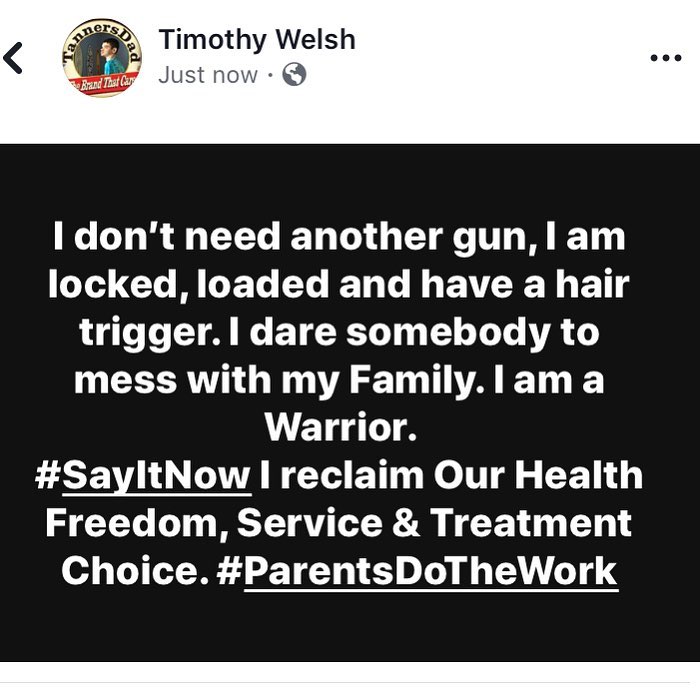 TannersDad
The Brand That Cares
Timothy Welsh
Just now ·
I don't need another gun, I am
locked, loaded and have a hair
trigger. I dare somebody to
mess with my Family. I am a
Warrior.
#SayItNow I reclaim Our Health
Freedom, Service & Treatment
Choice. #ParentsDoTheWork